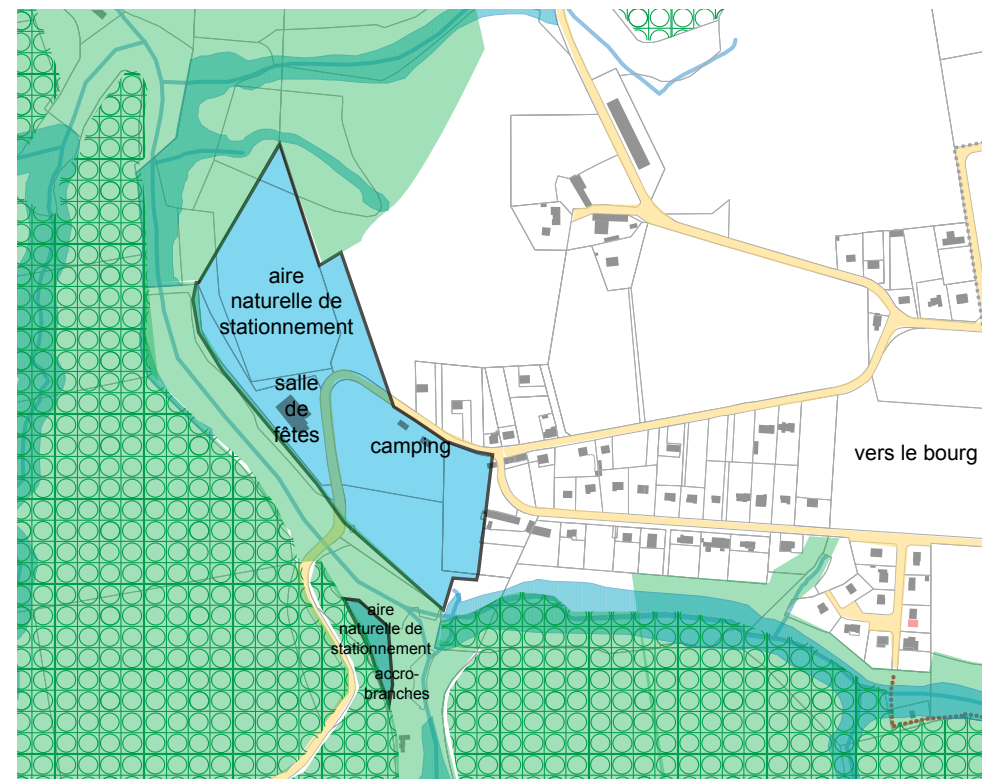 aire
naturelle de
stationnement
salle
de
fêtes
camping
vers le bourg
aire
naturelle de
stationnement
accro-
branches